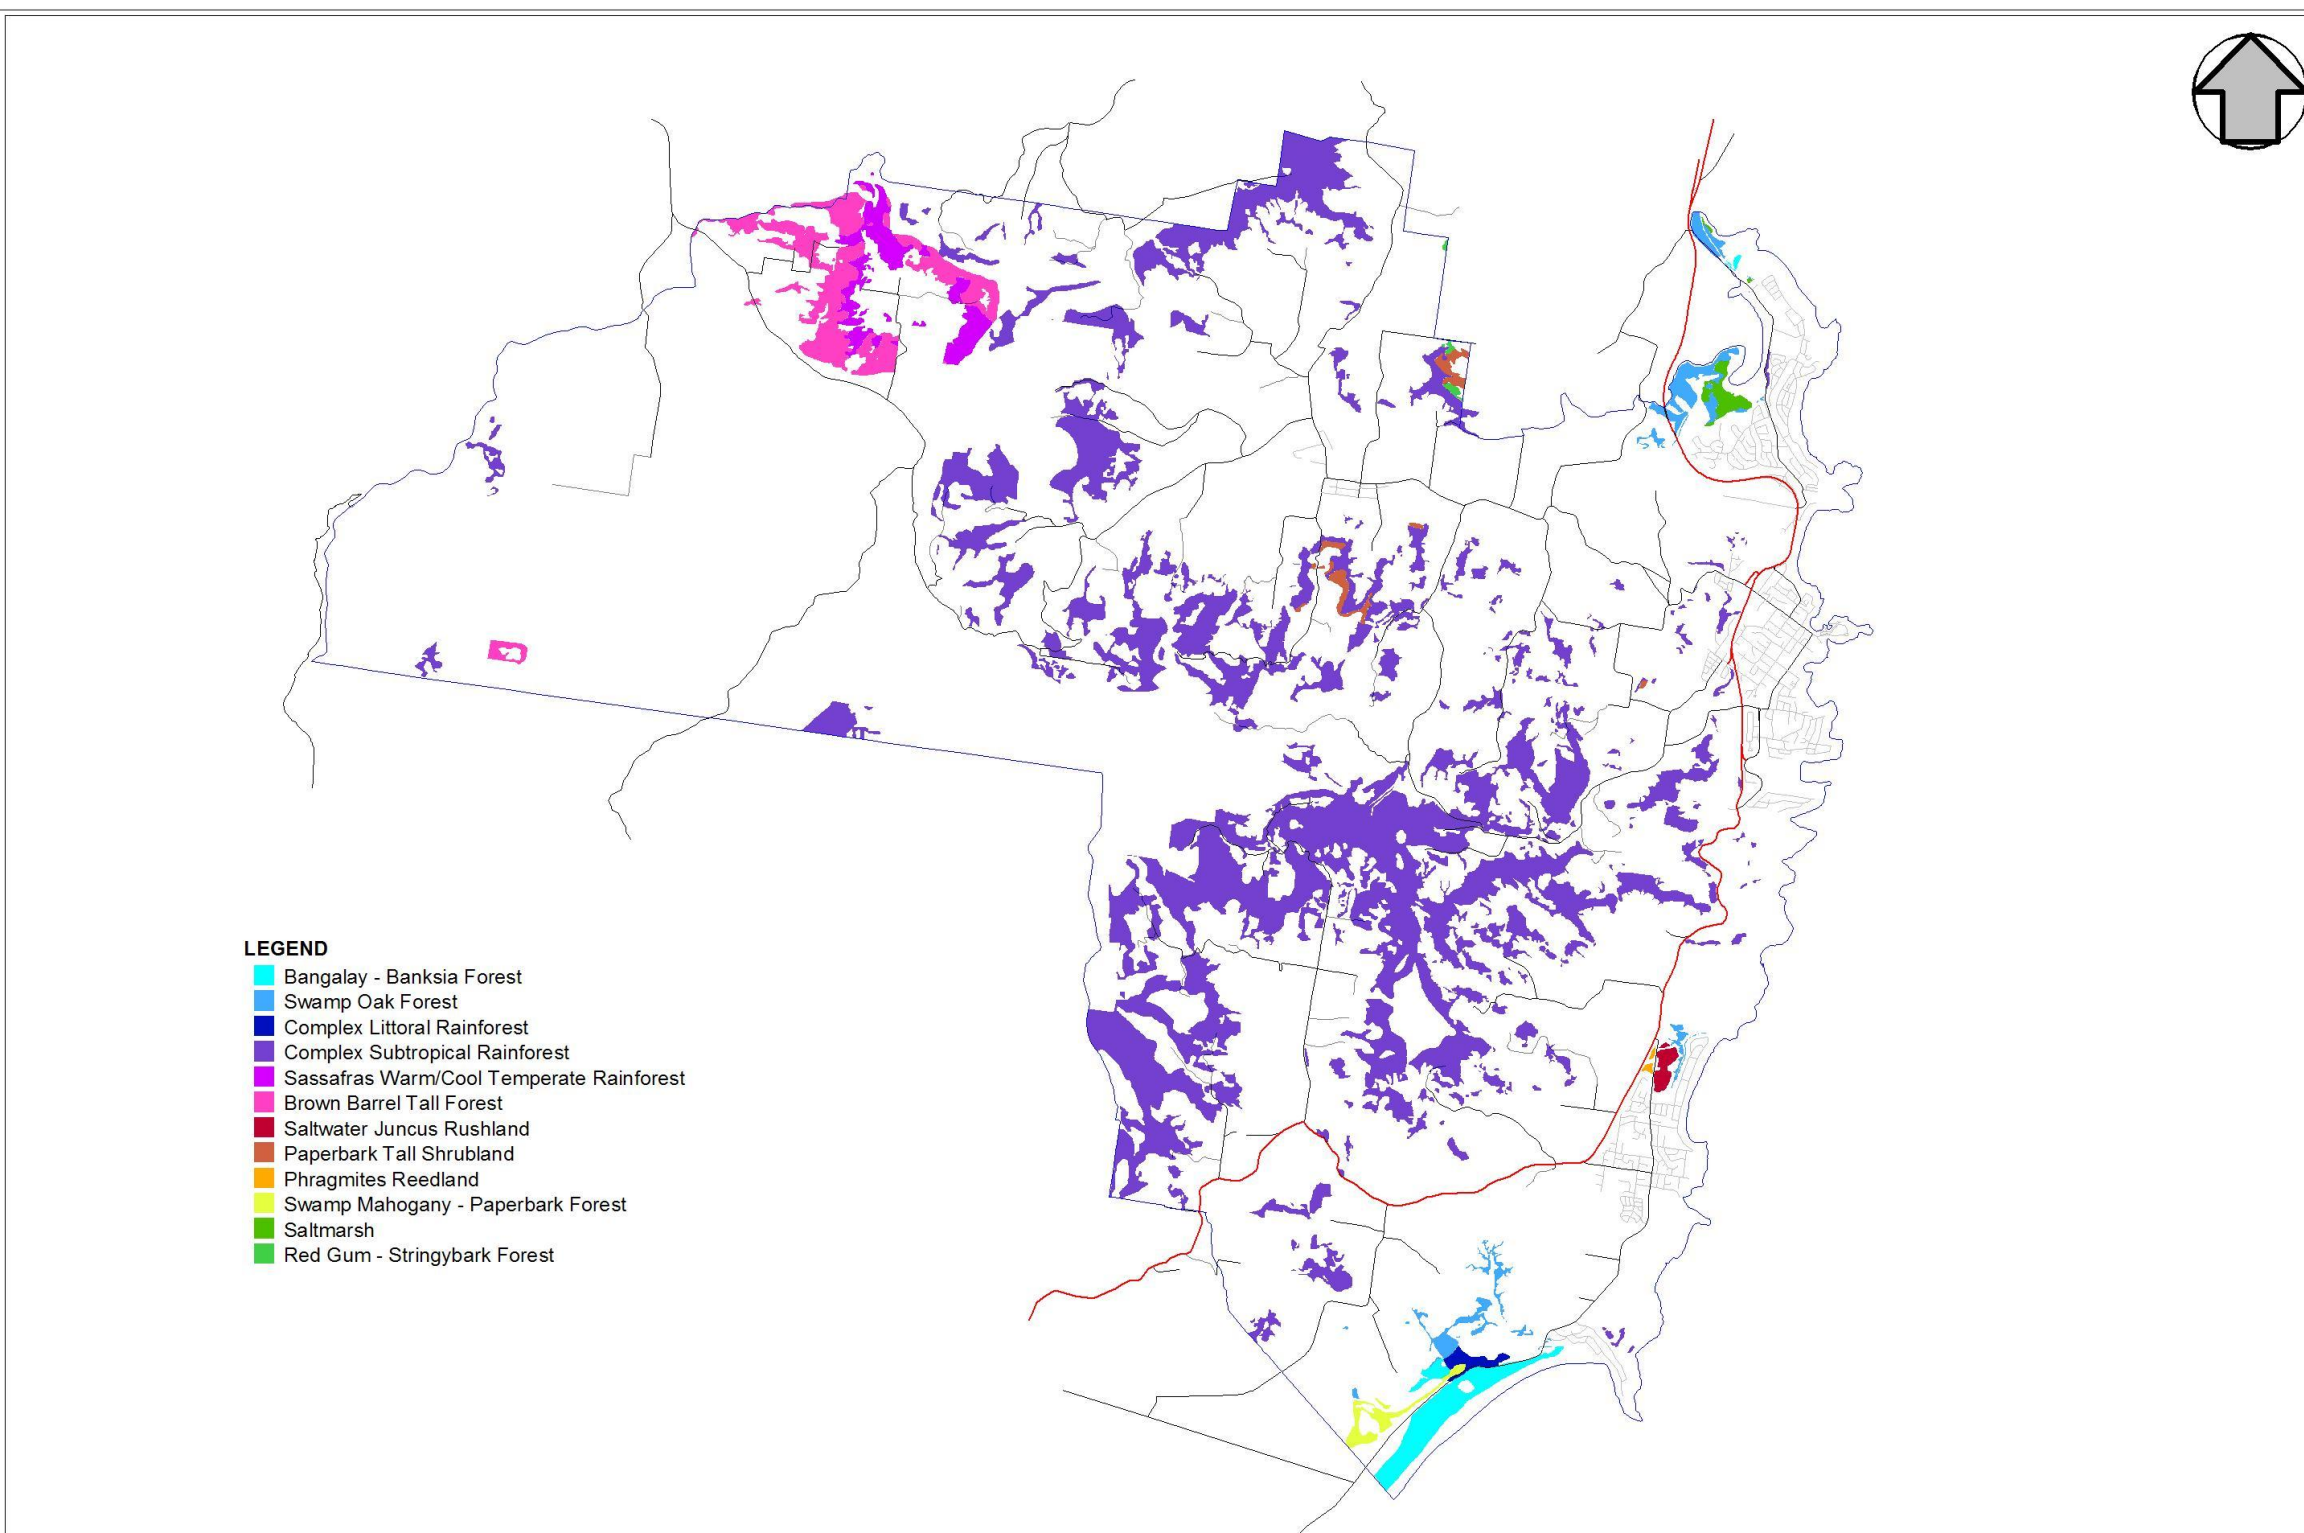 LEGEND
Bangalay - Banksia Forest
Swamp Oak Forest
Complex Littoral Rainforest
Complex Subtropical Rainforest
Sassafras Warm/Cool Temperate Rainforest
Brown Barrel Tall Forest
Saltwater Juncus Rushland
Paperbark Tall Shrubland
Phragmites Reedland
Swamp Mahogany - Paperbark Forest
Saltmarsh
Red Gum - Stringybark Forest